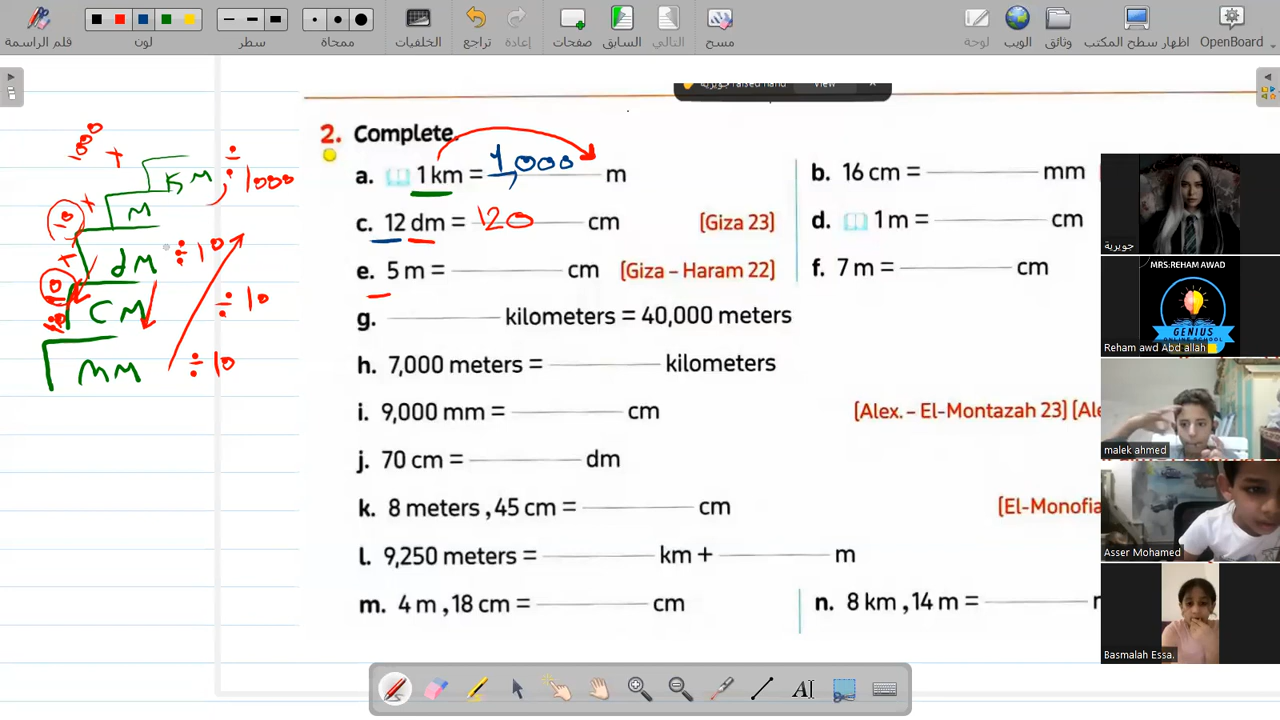 قلم الراسمة
لون
سطر
ممحاة
الخلفيات
تراجع
إعادة
صفحات
السابق
التالي
مسح
لوحة
الويب
وثائق
اظهار سطح المكتب
OpenBoard
جويرية raised hand
View
2. Complete.
a. 1 km = 1,000 m
b. 16 cm = mm
c. 12 dm = 120 cm (Giza 23)
d. 1 m = cm
e. 5 m = cm (Giza – Haram 22)
f. 7 m = cm
g. kilometers = 40,000 meters
h. 7,000 meters = kilometers
i. 9,000 mm = cm (Alex. – El-Montazah 23)
j. 70 cm = dm
k. 8 meters , 45 cm = cm
l. 9,250 meters = km + m
m. 4 m , 18 cm = cm
n. 8 km , 14 m =
KM
÷ 1000
M
dM
÷ 10
CM
÷ 10
MM
÷ 10
جويرية
MRS.REHAM AWAD
GENIUS
Reham awd Abd allah
malek ahmed
Asser Mohamed
Basmalah Essa.